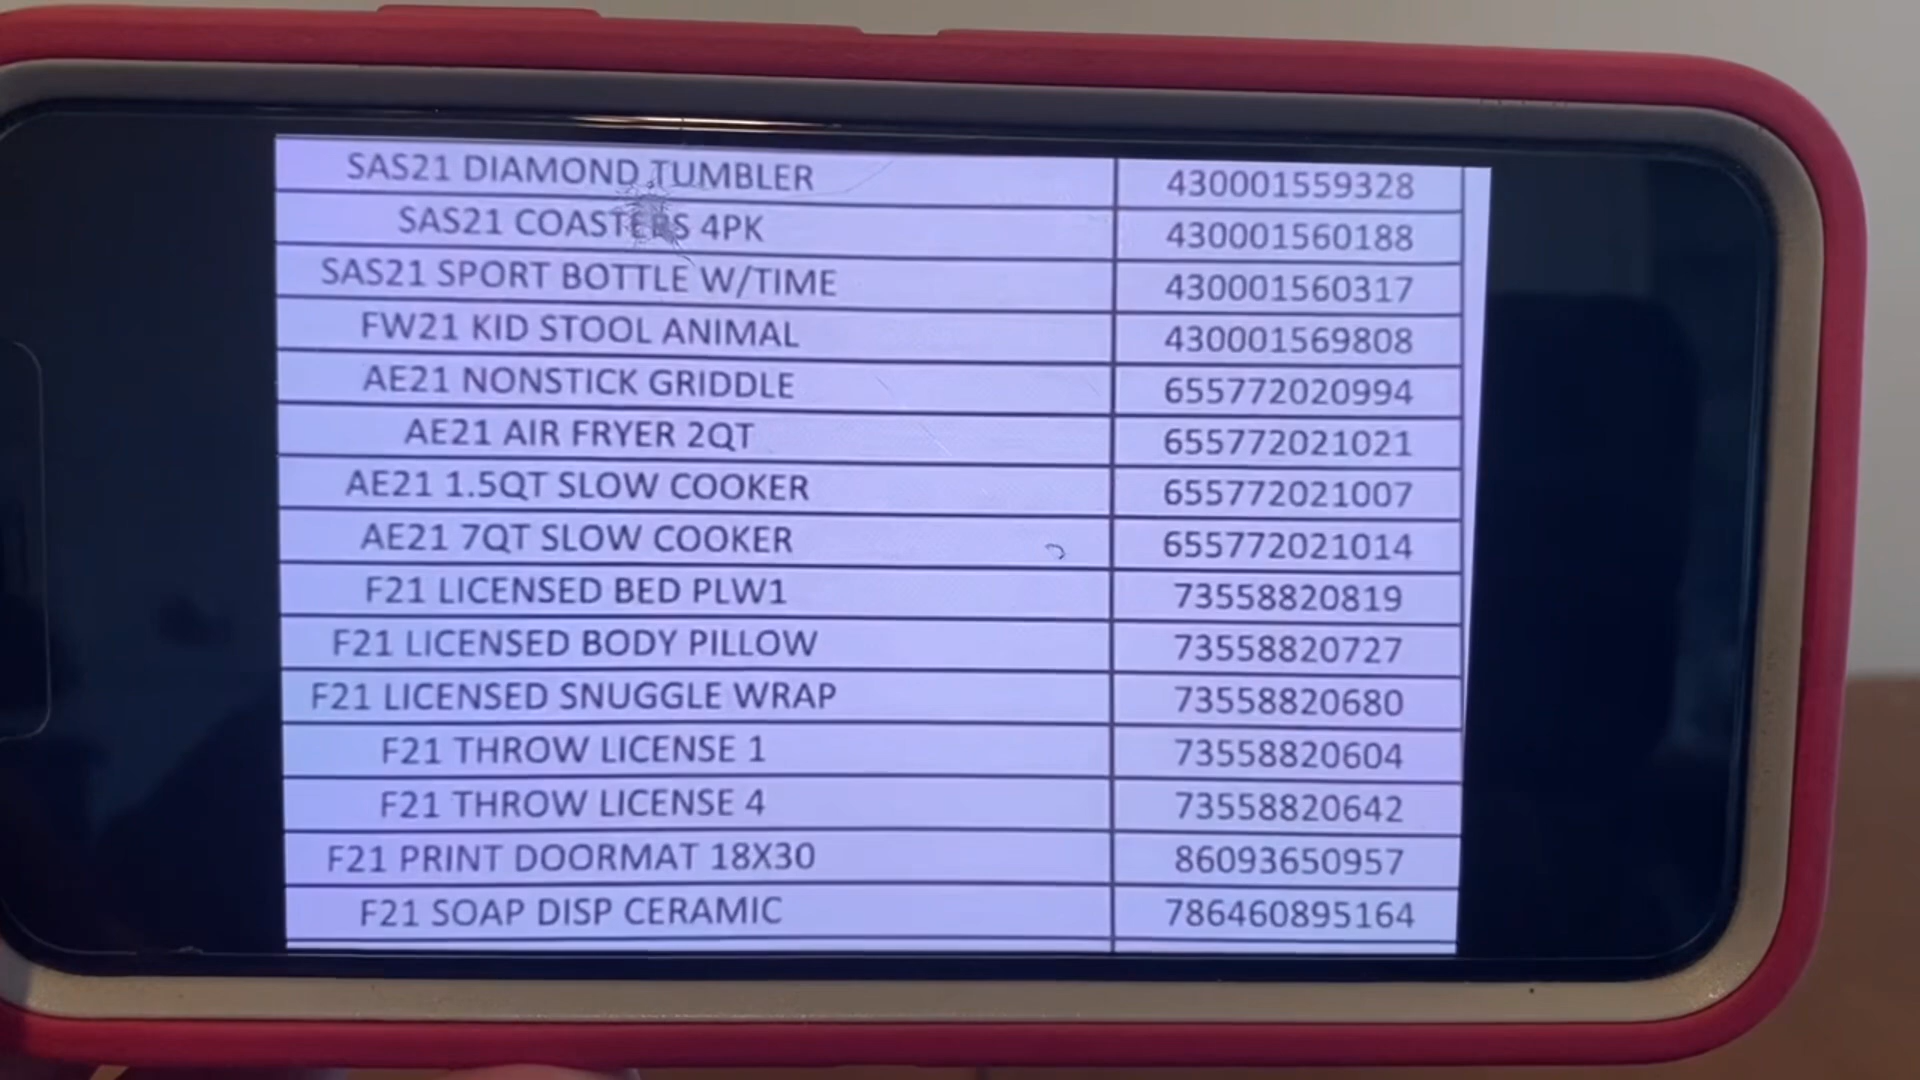 SAS21 DIAMOND TUMBLER 430001559328
SAS21 COASTERS 4PK 430001560188
SAS21 SPORT BOTTLE W/TIME 430001560317
FW21 KID STOOL ANIMAL 430001569808
AE21 NONSTICK GRIDDLE 655772020994
AE21 AIR FRYER 2QT 655772021021
AE21 1.5QT SLOW COOKER 655772021007
AE21 7QT SLOW COOKER 655772021014
F21 LICENSED BED PLW1 73558820819
F21 LICENSED BODY PILLOW 73558820727
F21 LICENSED SNUGGLE WRAP 73558820680
F21 THROW LICENSE 1 73558820604
F21 THROW LICENSE 4 73558820642
F21 PRINT DOORMAT 18X30 86093650957
F21 SOAP DISP CERAMIC 786460895164